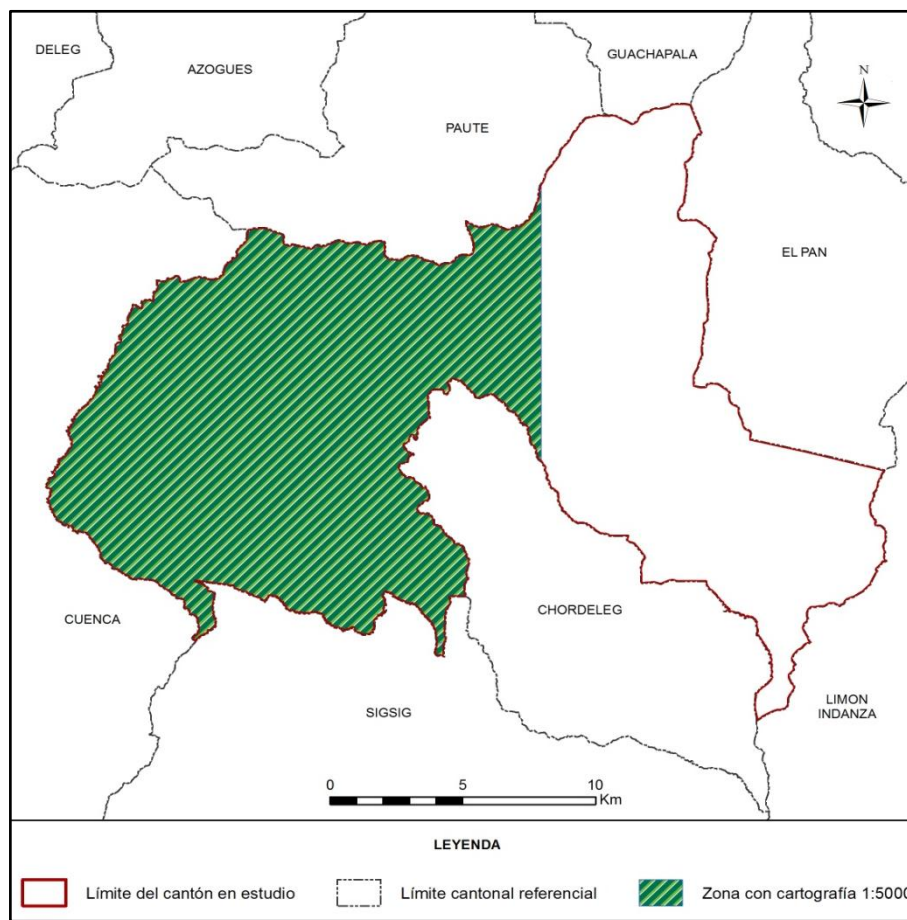 DELEG
AZOGUES
GUACHAPALA
N
PAUTE
EL PAN
CUENCA
CHORDELEG
SIGSIG
LIMON
INDANZA
0 5 10
Km
LEYENDA
Límite del cantón en estudio Límite cantonal referencial Zona con cartografía 1:5000